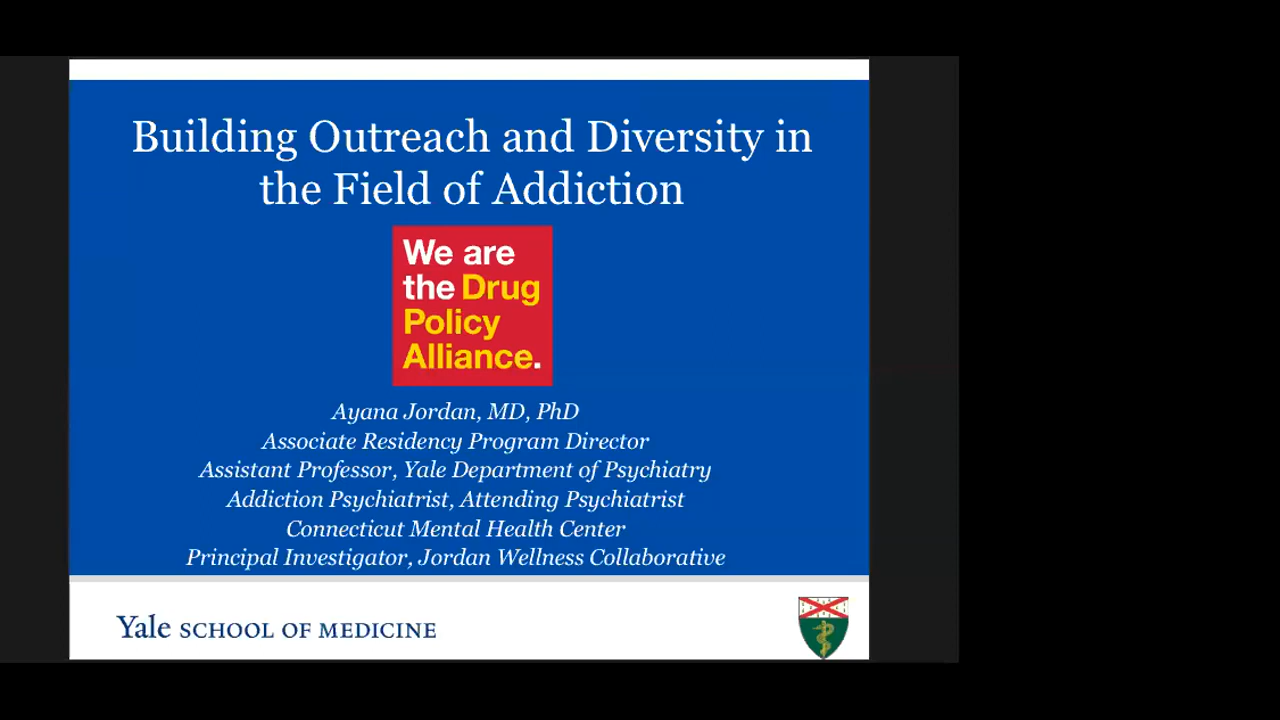 Building Outreach and Diversity in
the Field of Addiction
We are
the Drug
Policy
Alliance.
Ayana Jordan, MD, PhD
Associate Residency Program Director
Assistant Professor, Yale Department of Psychiatry
Addiction Psychiatrist, Attending Psychiatrist
Connecticut Mental Health Center
Principal Investigator, Jordan Wellness Collaborative
Yale SCHOOL OF MEDICINE